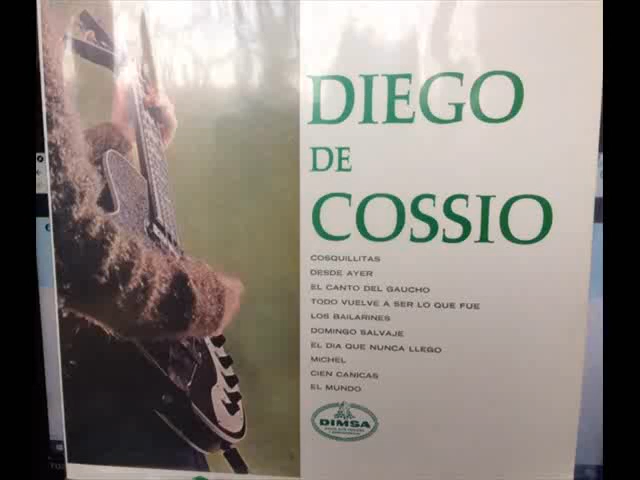 DIEGO
DE
COSSIO
COSQUILLITAS
DESDE AYER
EL CANTO DEL GAUCHO
TODO VUELVE A SER LO QUE FUE
LOS BAILARINES
DOMINGO SALVAJE
EL DIA QUE NUNCA LLEGO
MICHEL
CIEN CANICAS
EL MUNDO
DIMSA